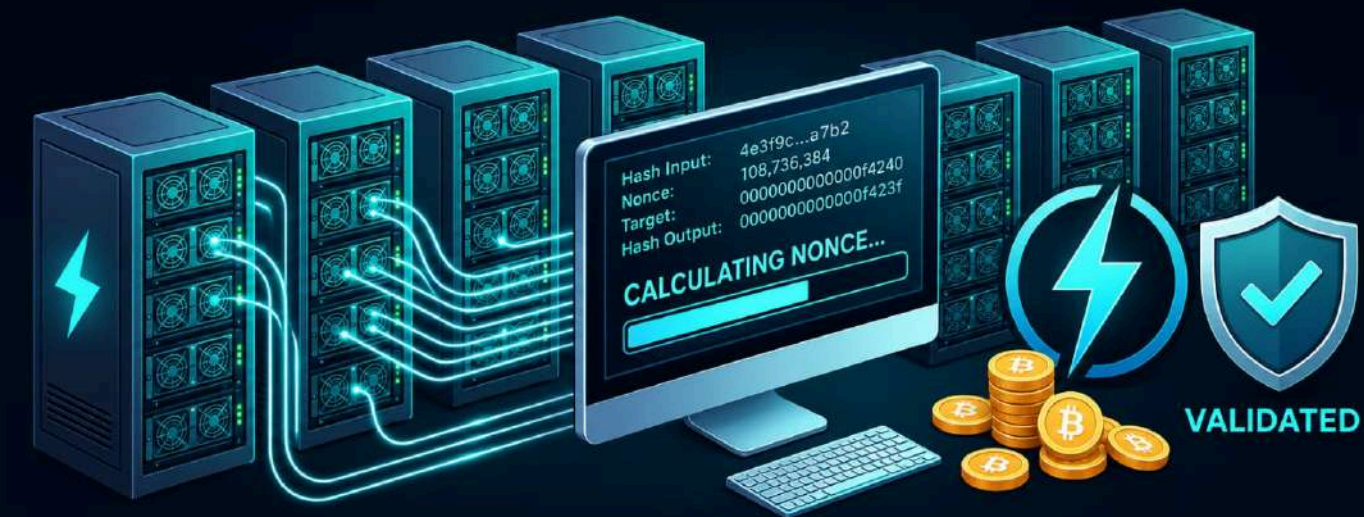 Hash Input: 4e3f9c...a7b2
Nonce: 108,736,384
Target: 0000000000000f4240
Hash Output: 0000000000000f423f
CALCULATING NONCE...
VALIDATED